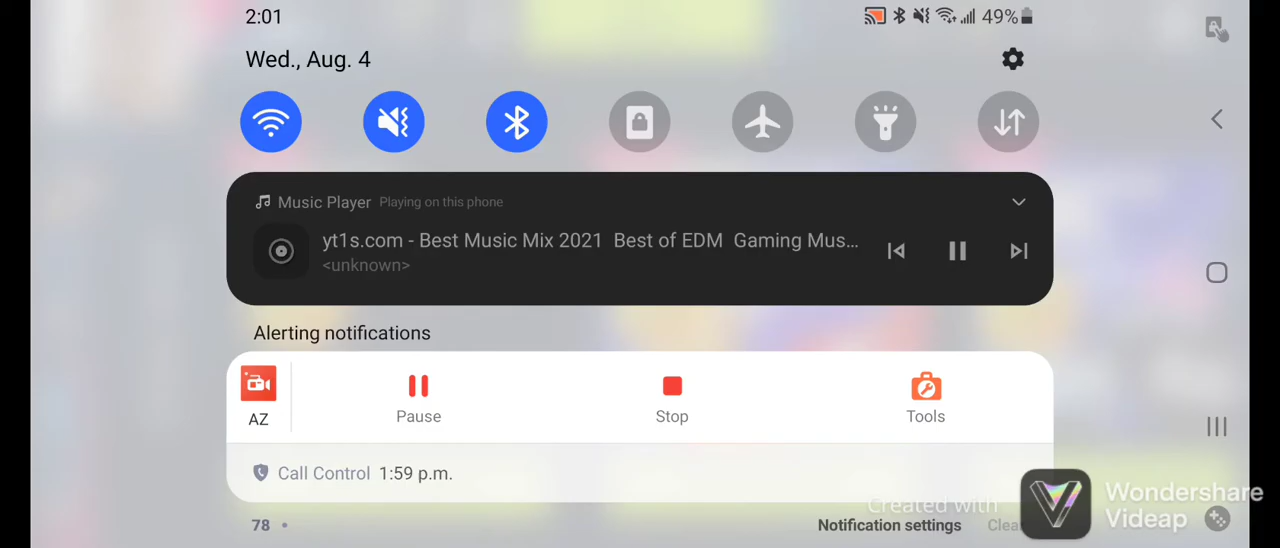 2:01
49%
Wed., Aug. 4
Music Player Playing on this phone
yt1s.com - Best Music Mix 2021 Best of EDM Gaming Mus...
<unknown>
Alerting notifications
AZ
Pause
Stop
Tools
Call Control 1:59 p.m.
Created with
Wondershare
Videap
78 •
Notification settings
Clear